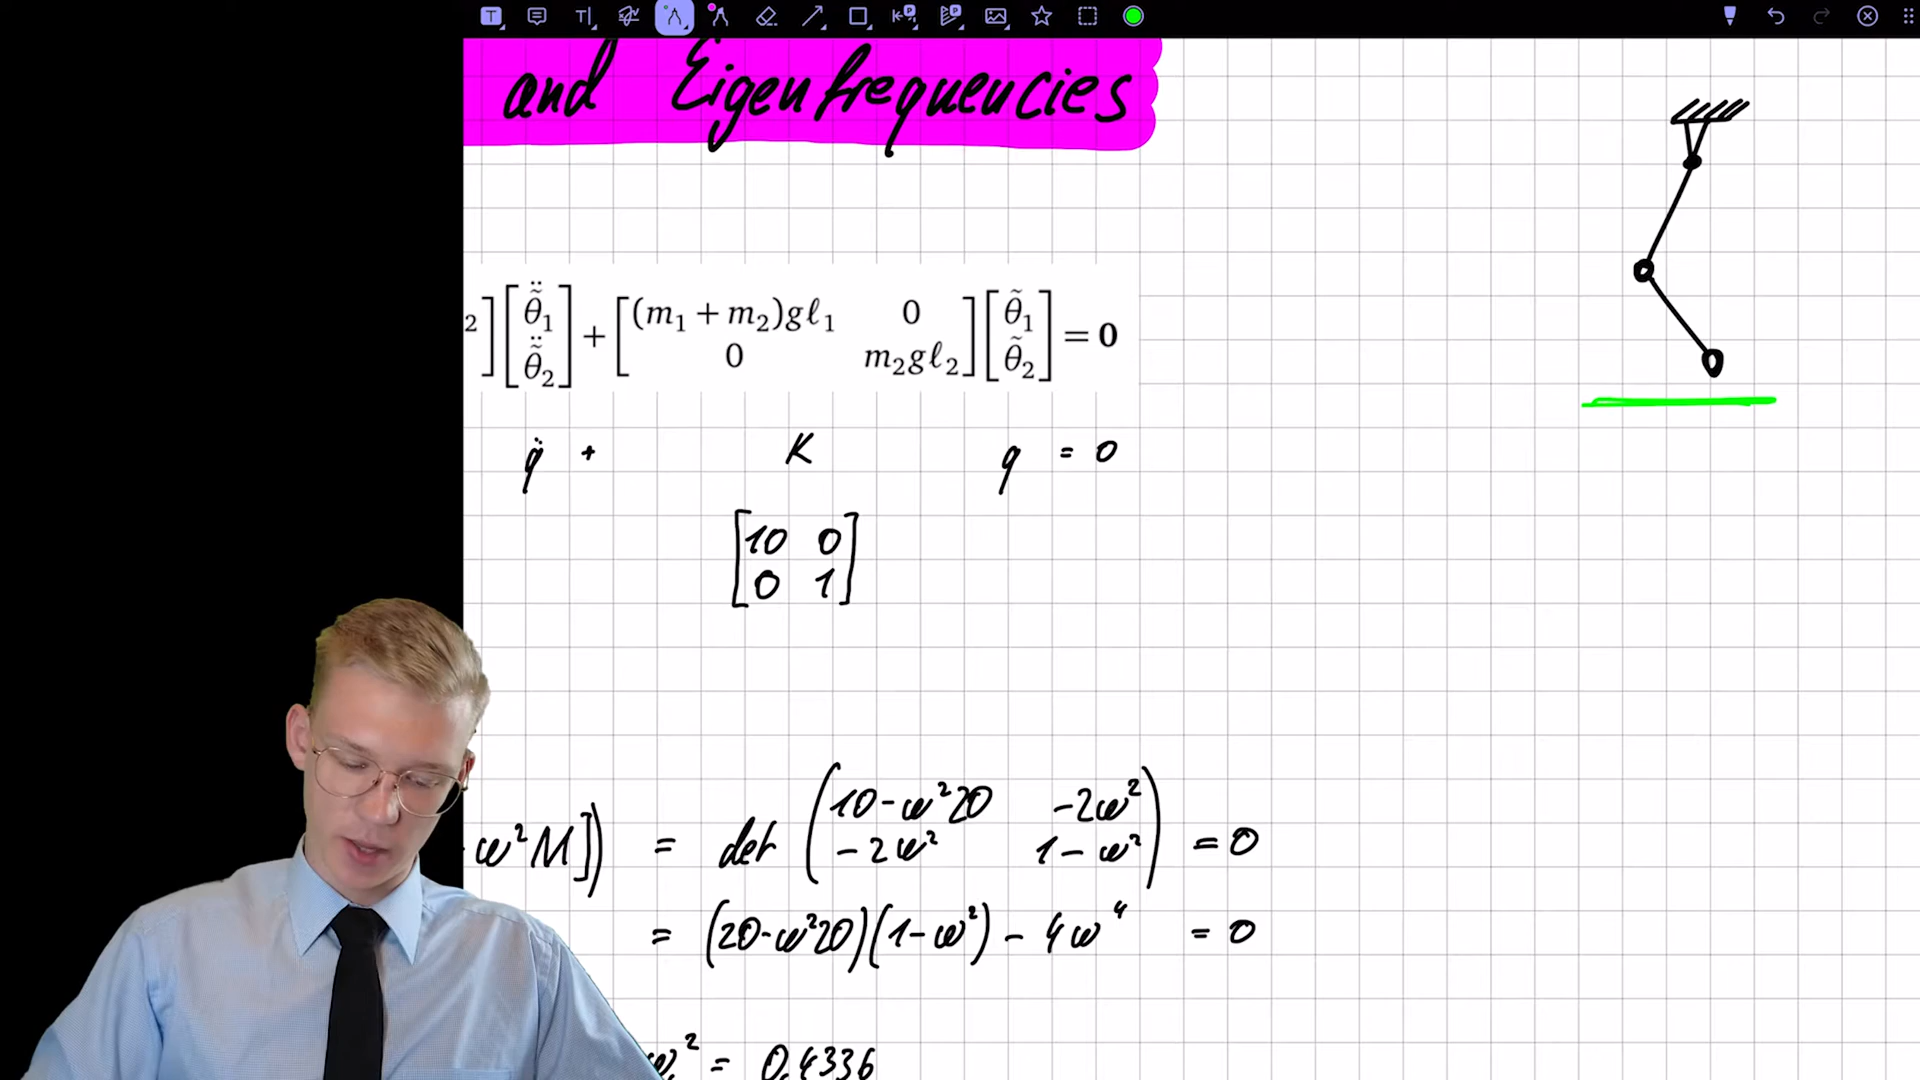 and Eigenfrequencies
2] [θ̃̈1 θ̃̈2] + [(m1 + m2)gℓ1 0 0 m2gℓ2] [θ̃1 θ̃2] = 0
q̈ + K q = 0
[10 0
0 1]
ω²M]) = det (10-ω²20 -2ω²
-2ω² 1-ω²) = 0
= (20-ω²20)(1-ω²) - 4ω⁴ = 0
² = 0.4336